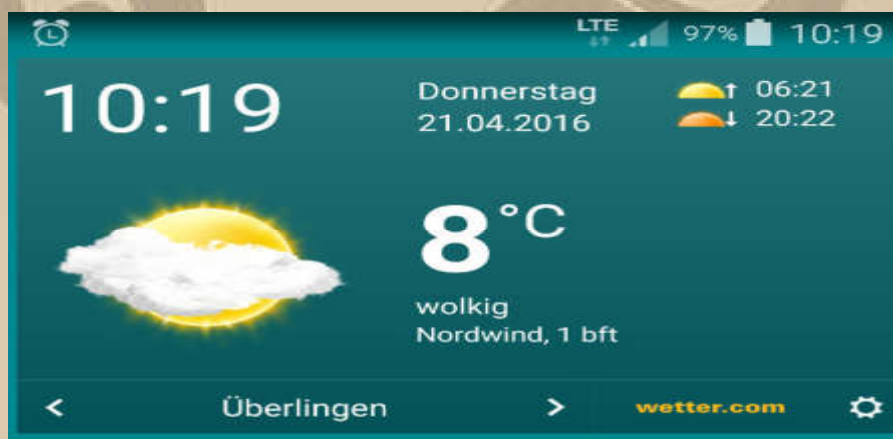 LTE 97% 10:19
10:19
Donnerstag
21.04.2016
06:21
20:22
8 °C
wolkig
Nordwind, 1 bft
< Überlingen > wetter.com